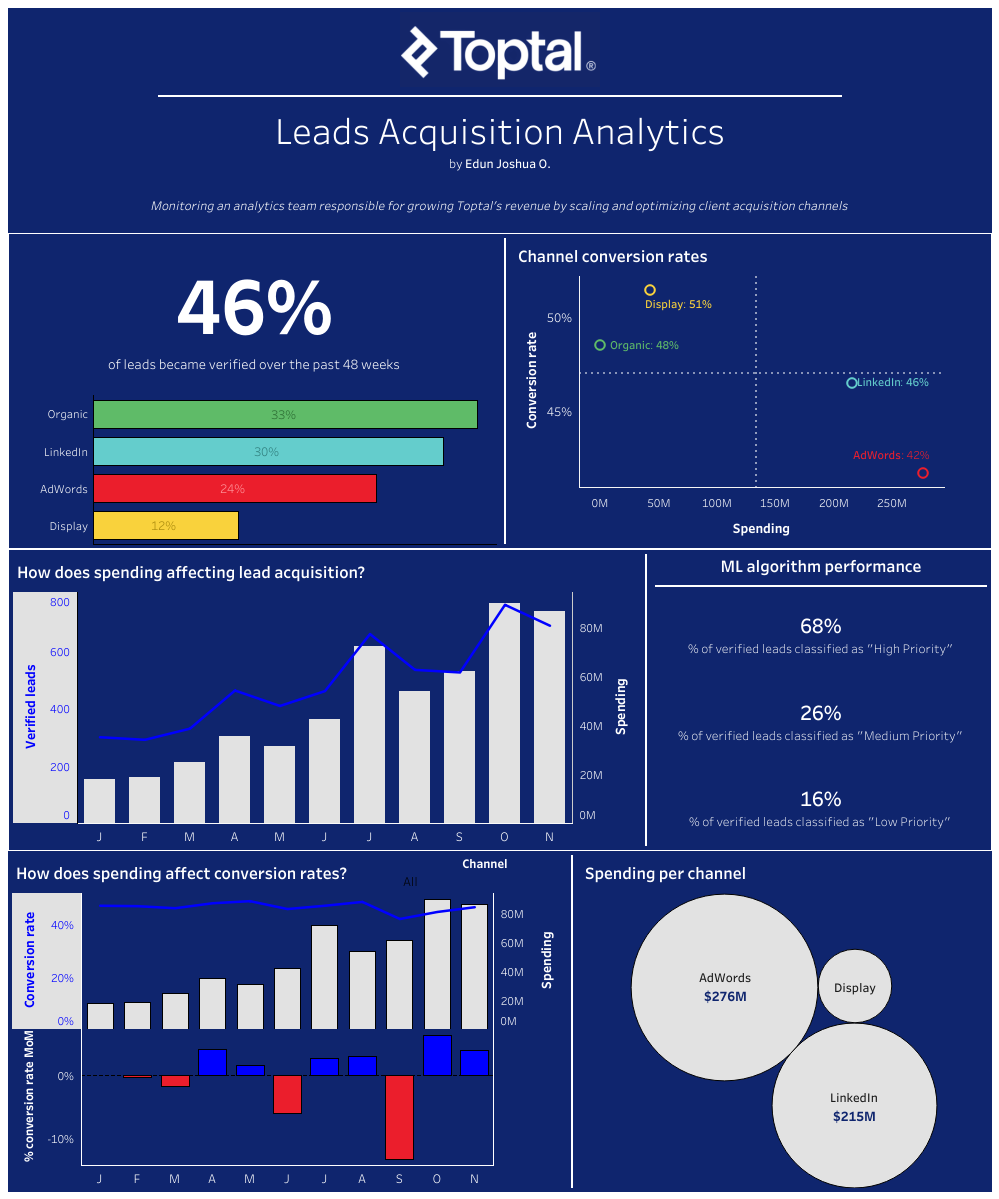 Toptal®
Leads Acquisition Analytics
by Edun Joshua O.
Monitoring an analytics team responsible for growing Toptal's revenue by scaling and optimizing client acquisition channels
46%
of leads became verified over the past 48 weeks
Organic
33%
LinkedIn
30%
AdWords
24%
Display
12%
Channel conversion rates
Conversion rate
50%
45%
Display: 51%
Organic: 48%
LinkedIn: 46%
AdWords: 42%
0M 50M 100M 150M 200M 250M
Spending
How does spending affecting lead acquisition?
Verified leads
800
600
400
200
0
80M
60M
40M
20M
0M
Spending
J F M A M J J A S O N
ML algorithm performance
68%
% of verified leads classified as "High Priority"
26%
% of verified leads classified as "Medium Priority"
16%
% of verified leads classified as "Low Priority"
How does spending affect conversion rates?
Channel
All
Conversion rate
40%
20%
0%
80M
60M
40M
20M
0M
Spending
% conversion rate MoM
0%
-10%
J F M A M J J A S O N
Spending per channel
AdWords
$276M
Display
LinkedIn
$215M